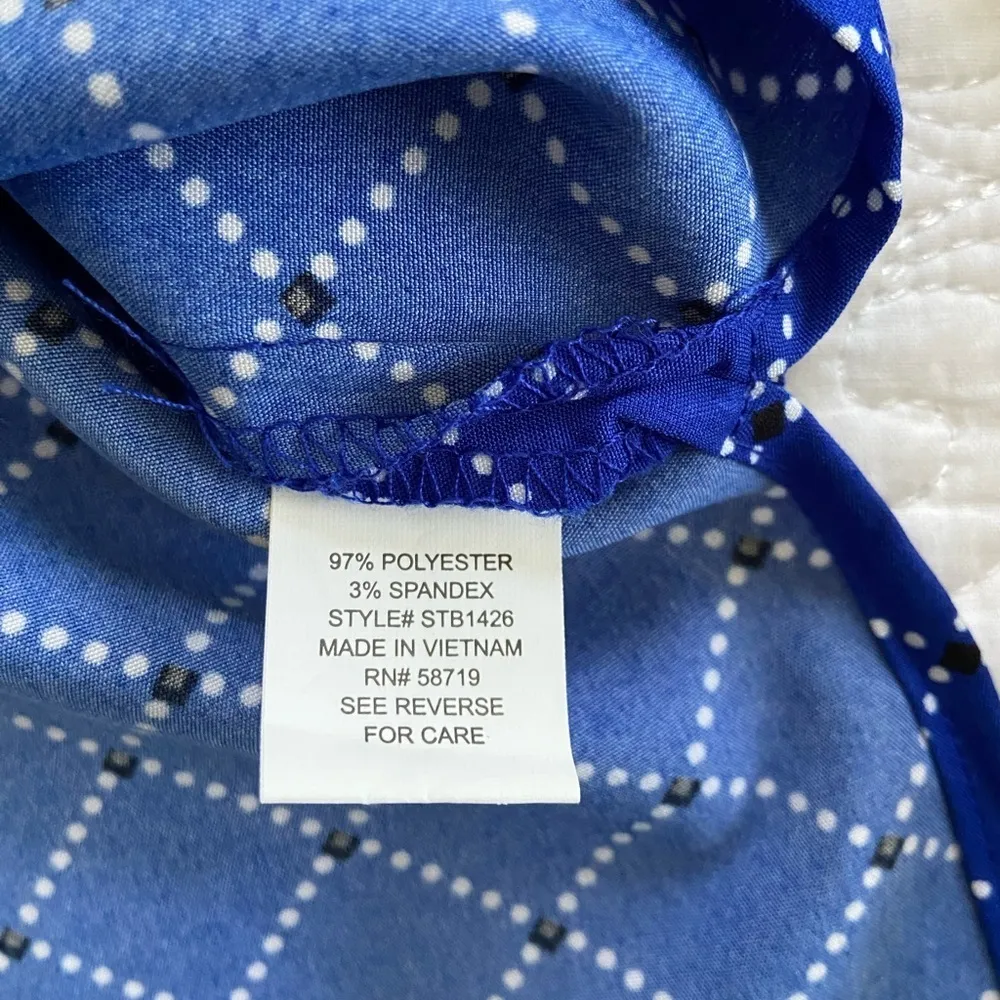 97% POLYESTER
3% SPANDEX
STYLE# STB1426
MADE IN VIETNAM
RN# 58719
SEE REVERSE
FOR CARE